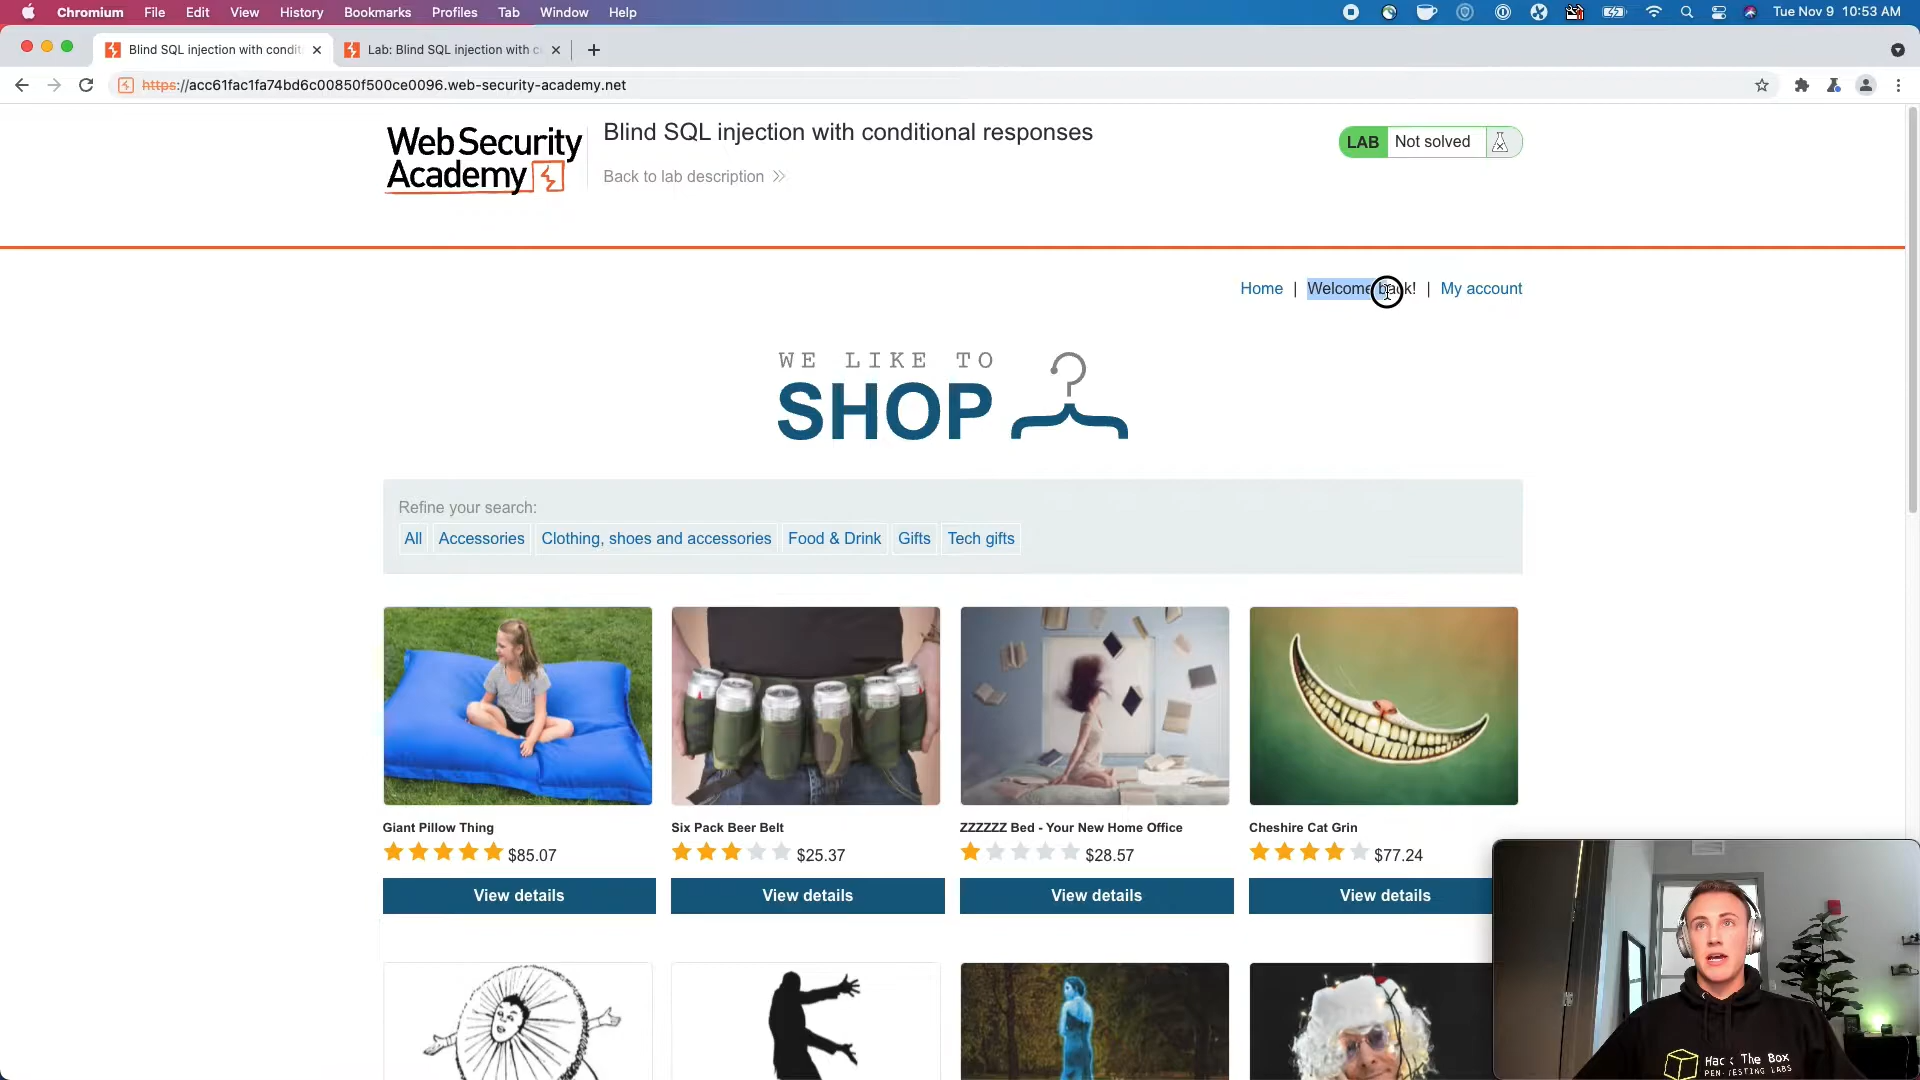 Chromium File Edit View History Bookmarks Profiles Tab Window Help Tue Nov 9 10:53 AM
Blind SQL injection with condit Lab: Blind SQL injection with c
https://acc61fac1fa74bd6c00850f500ce0096.web-security-academy.net
WebSecurity
Academy
Blind SQL injection with conditional responses
Back to lab description
LAB Not solved
Home | Welcome back! | My account
WE LIKE TO
SHOP
Refine your search:
All Accessories Clothing, shoes and accessories Food & Drink Gifts Tech gifts
Giant Pillow Thing
$85.07
View details
Six Pack Beer Belt
$25.37
View details
ZZZZZZ Bed - Your New Home Office
$28.57
View details
Cheshire Cat Grin
$77.24
View details
The Box
PEN-TESTING LABS